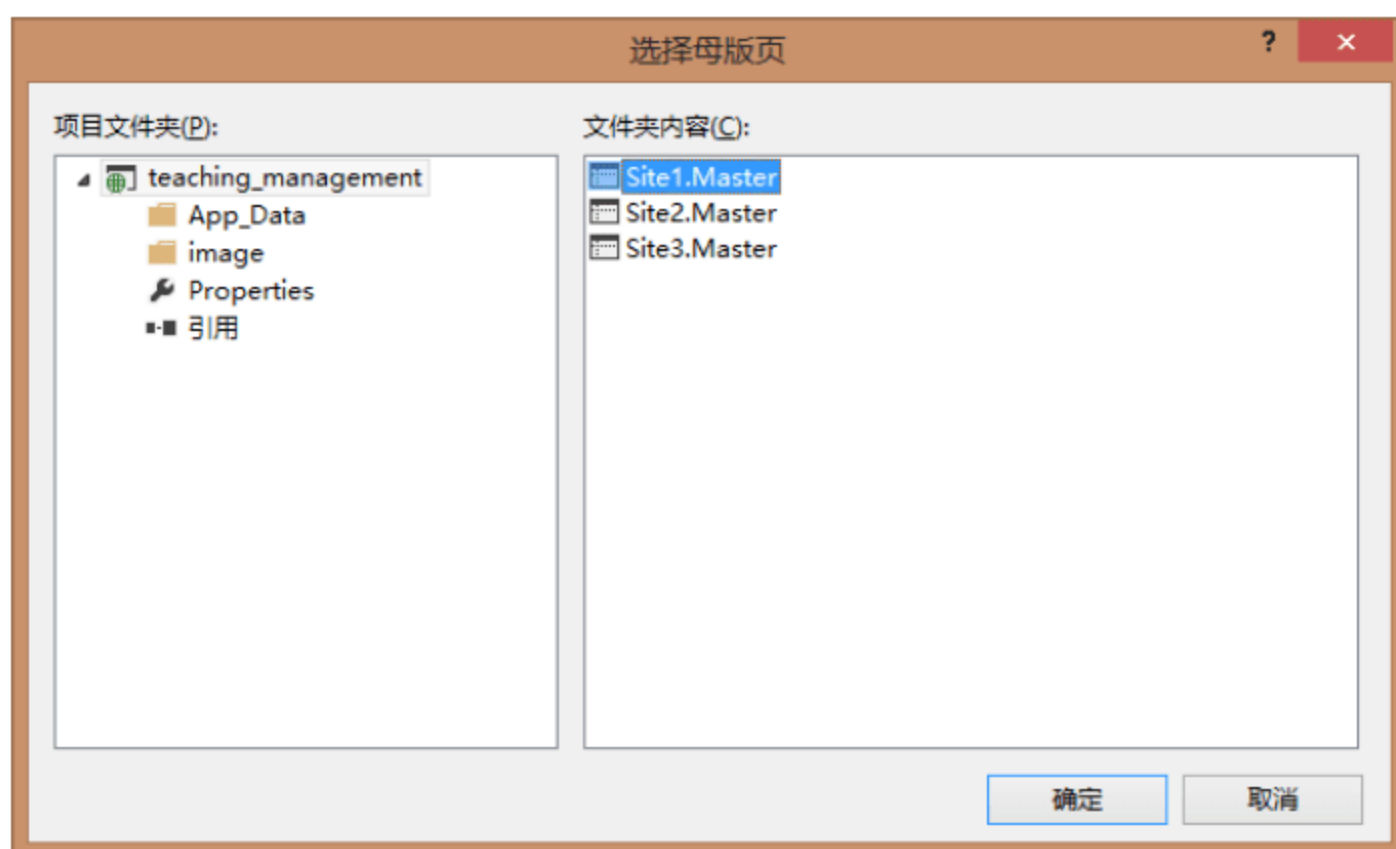 选择母版页
?
项目文件夹(P):
teaching_management
App_Data
image
Properties
引用
文件夹内容(C):
Site1.Master
Site2.Master
Site3.Master
确定
取消